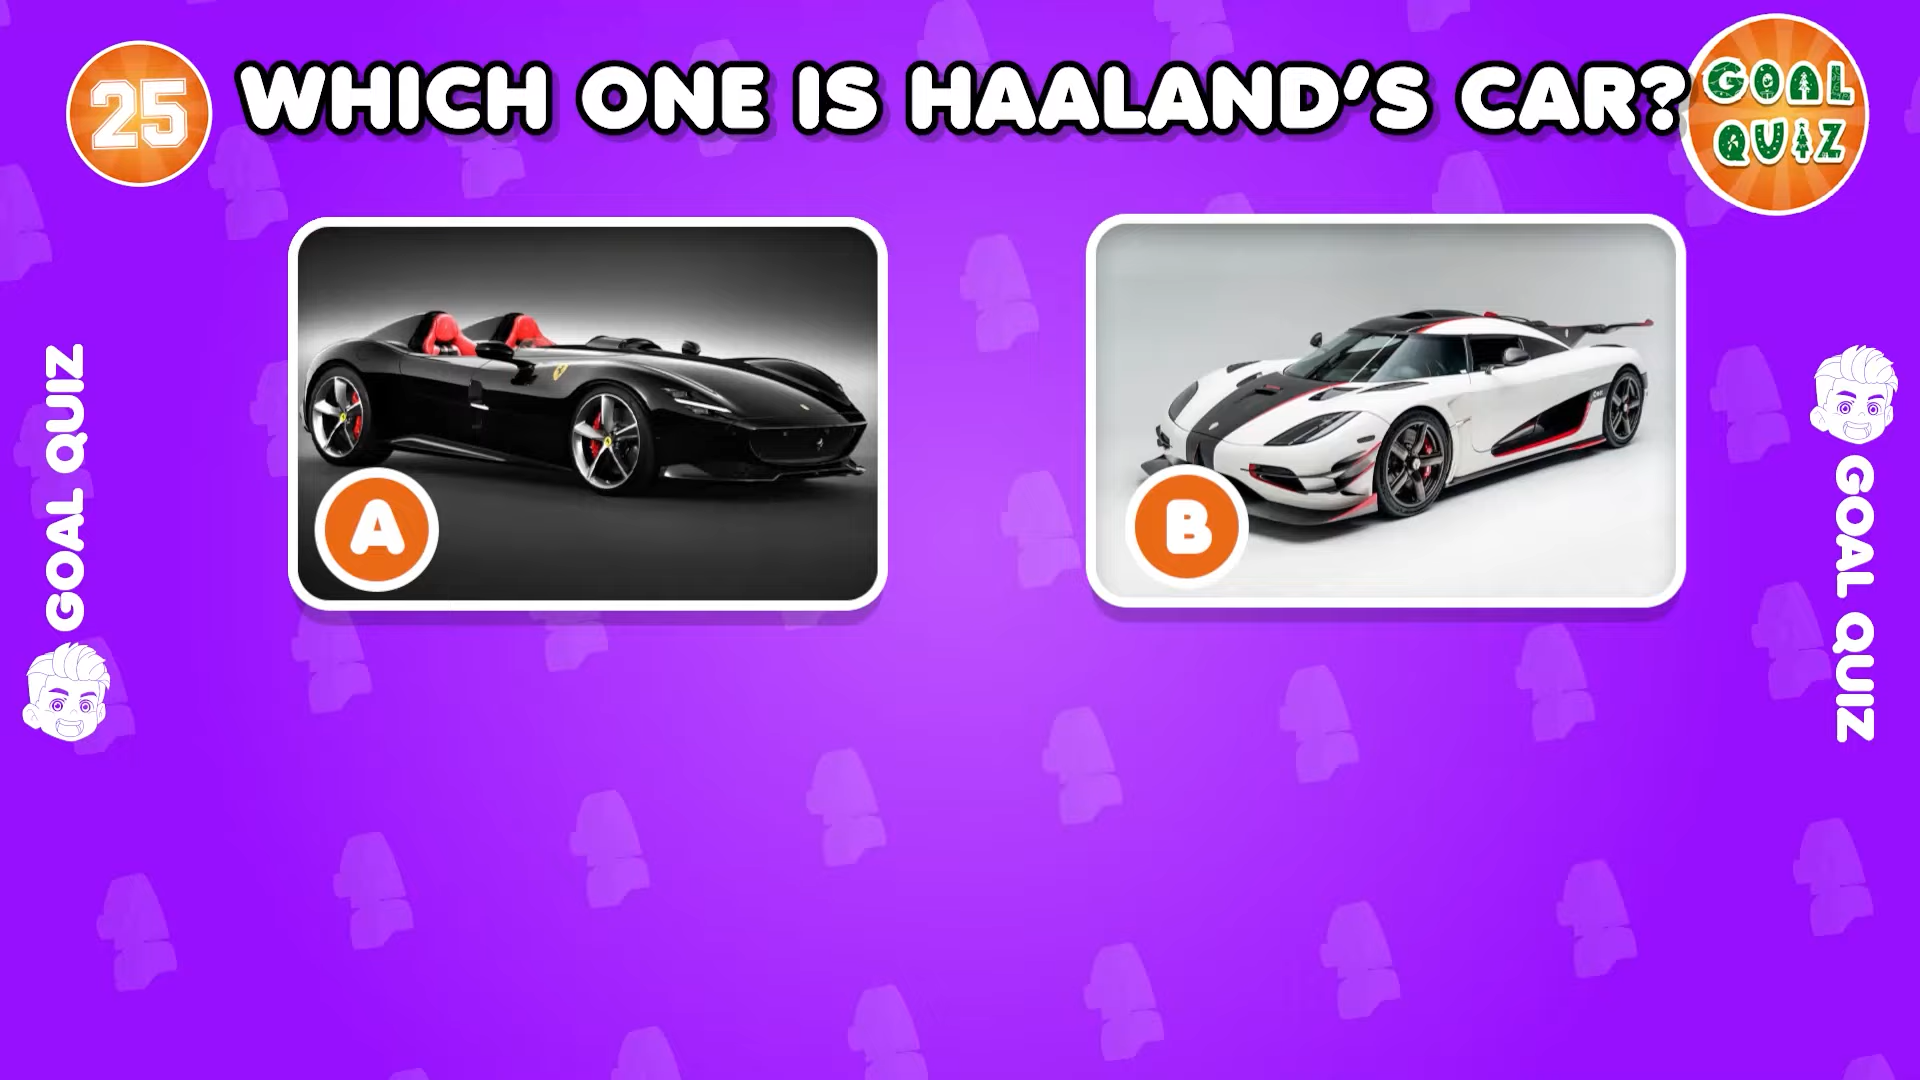 25
WHICH ONE IS HAALAND'S CAR?
GOAL
QUIZ
A
B
GOAL QUIZ
GOAL QUIZ